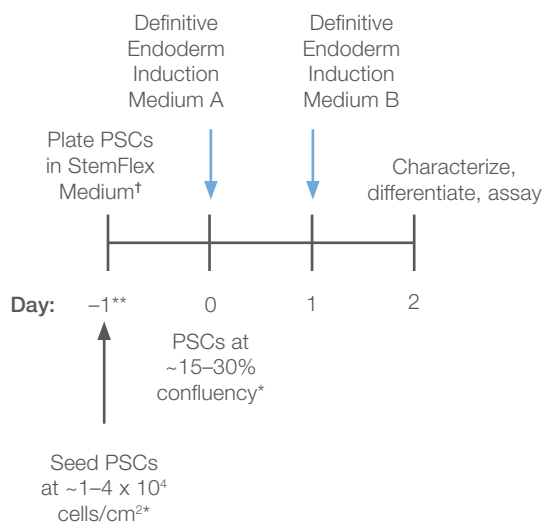 Definitive
Endoderm
Induction
Medium A
Definitive
Endoderm
Induction
Medium B
Plate PSCs
in StemFlex
Medium†
Characterize,
differentiate, assay
Day: –1** 0 1 2
PSCs at
~15–30%
confluency*
Seed PSCs
at ~1–4 x 10⁴
cells/cm²*